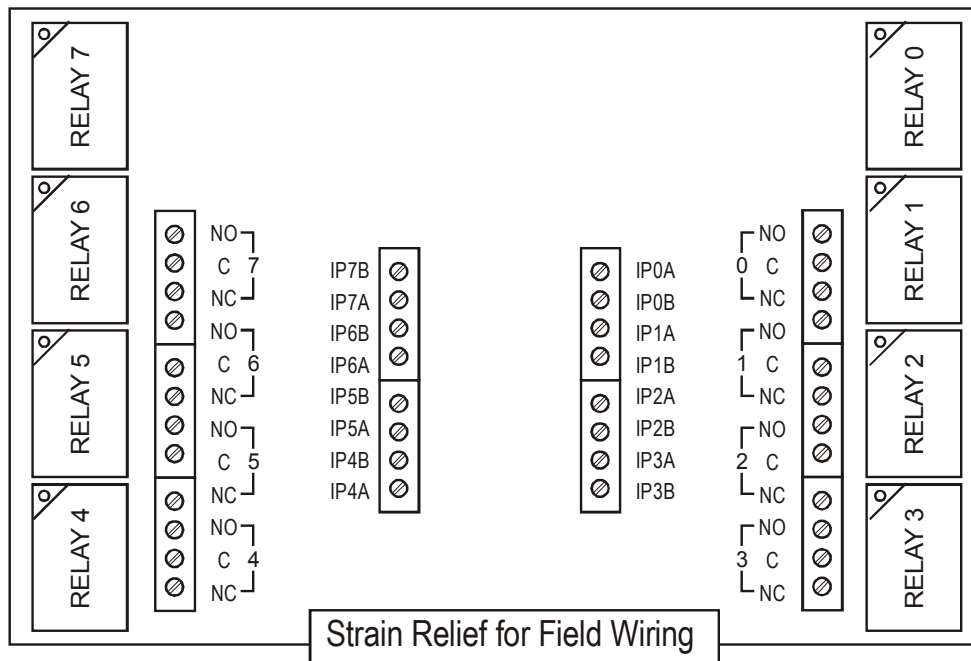 RELAY 7
RELAY 6
RELAY 5
RELAY 4
NO
C 7
NC
NO
C 6
NC
NO
C 5
NC
NO
C 4
NC
IP7B
IP7A
IP6B
IP6A
IP5B
IP5A
IP4B
IP4A
IP0A
IP0B
IP1A
IP1B
IP2A
IP2B
IP3A
IP3B
NO
0 C
NC
NO
1 C
NC
NO
2 C
NC
NO
3 C
NC
RELAY 0
RELAY 1
RELAY 2
RELAY 3
Strain Relief for Field Wiring